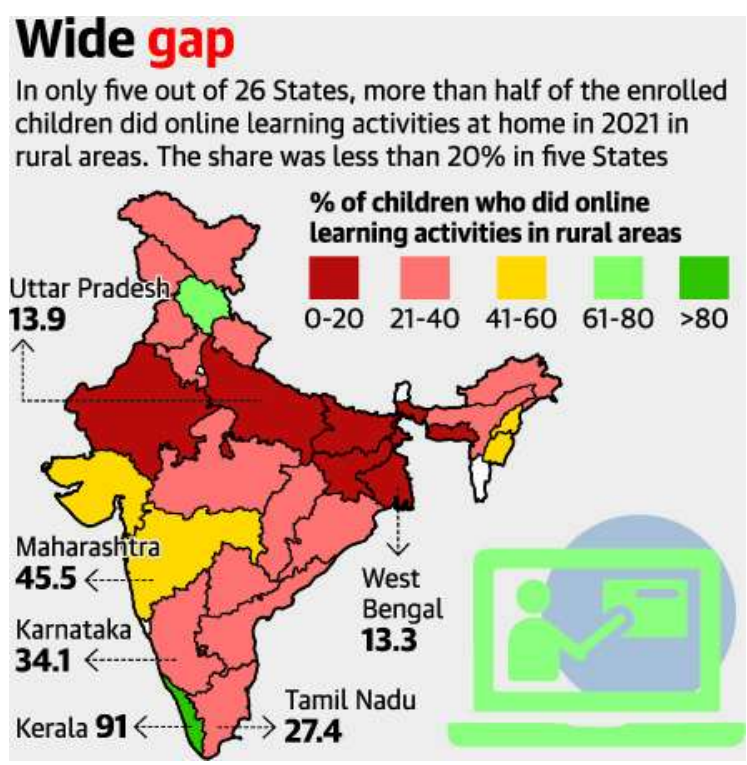 Wide gap
In only five out of 26 States, more than half of the enrolled
children did online learning activities at home in 2021 in
rural areas. The share was less than 20% in five States
% of children who did online
learning activities in rural areas
0-20 21-40 41-60 61-80 >80
Uttar Pradesh
13.9
Maharashtra
45.5
Karnataka
34.1
Kerala 91
West
Bengal
13.3
Tamil Nadu
27.4